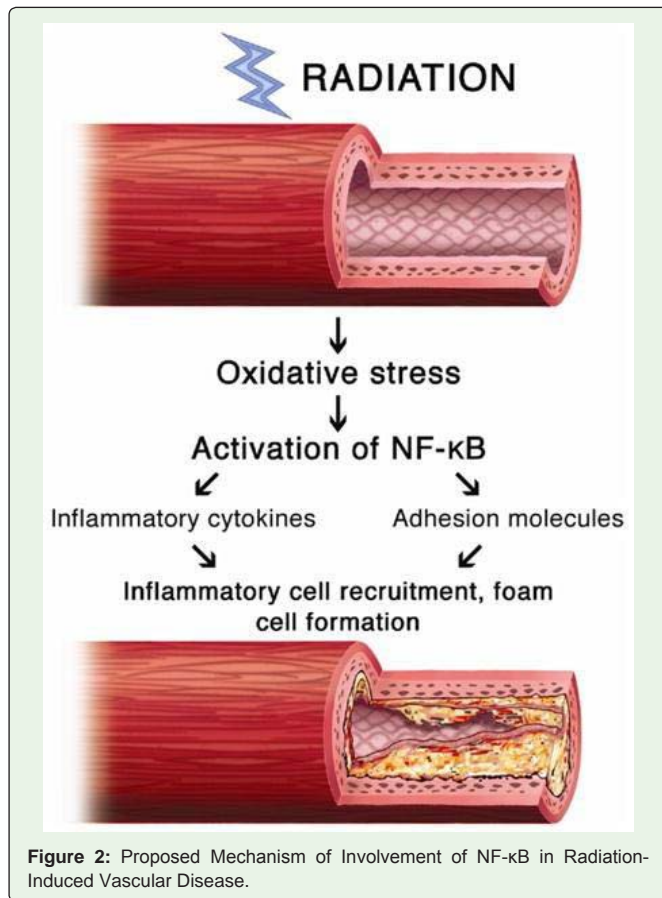 RADIATION
Oxidative stress
Activation of NF-κB
Inflammatory cytokines Adhesion molecules
Inflammatory cell recruitment, foam
cell formation
Figure 2: Proposed Mechanism of Involvement of NF-κB in Radiation-
Induced Vascular Disease.